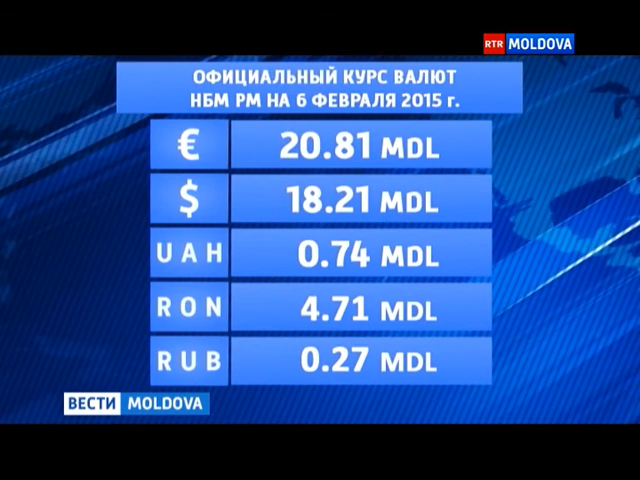 RTR MOLDOVA
ОФИЦИАЛЬНЫЙ КУРС ВАЛЮТ
НБМ РМ НА 6 ФЕВРАЛЯ 2015 г.
€ 20.81 MDL
$ 18.21 MDL
UAH 0.74 MDL
RON 4.71 MDL
RUB 0.27 MDL
ВЕСТИ MOLDOVA